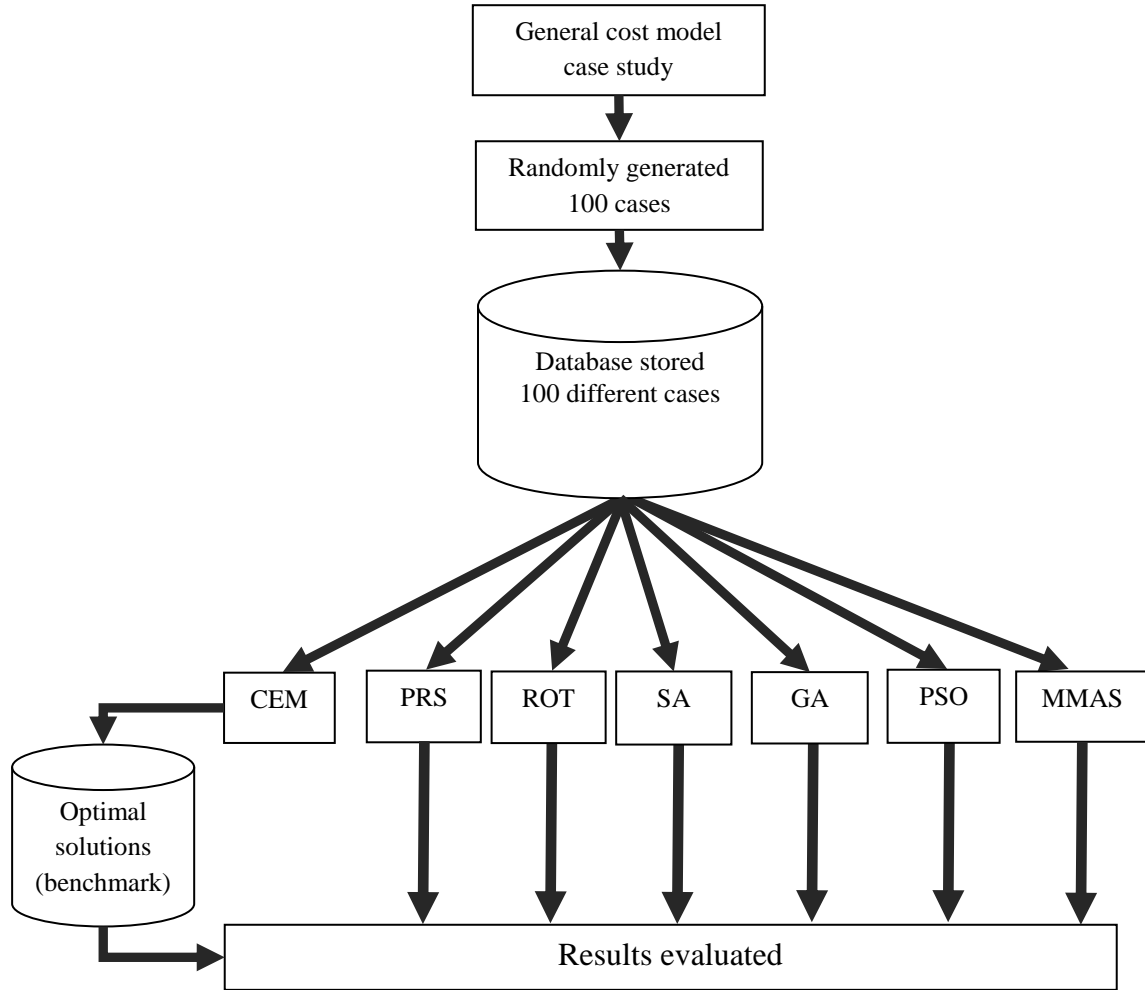 General cost model
case study
Randomly generated
100 cases
Database stored
100 different cases
CEM
PRS
ROT
SA
GA
PSO
MMAS
Optimal
solutions
(benchmark)
Results evaluated